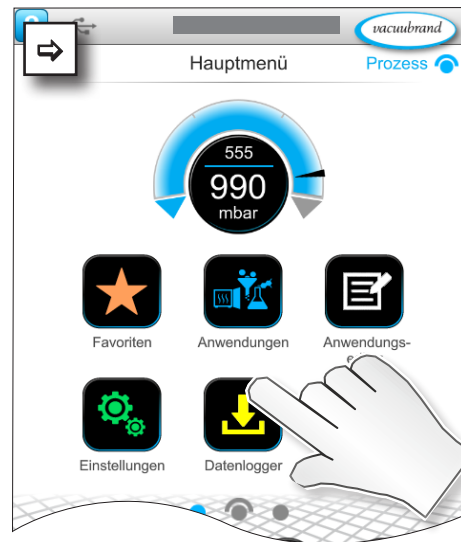 vacuubrand
Hauptmenü
Prozess
555
990
mbar
Favoriten
Anwendungen
Anwendungs-
Einstellungen
Datenlogger